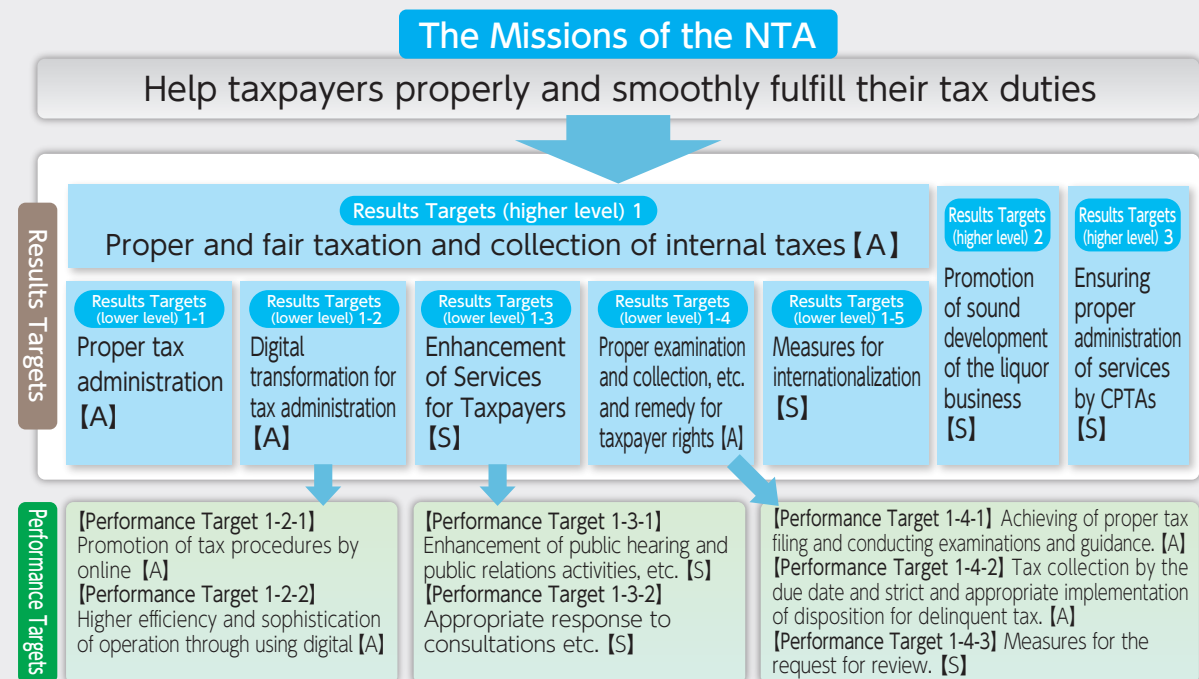 The Missions of the NTA
Help taxpayers properly and smoothly fulfill their tax duties
Results Targets
Results Targets (higher level) 1
Proper and fair taxation and collection of internal taxes【A】
Results Targets
(lower level) 1-1
Proper tax
administration
【A】
Results Targets
(lower level) 1-2
Digital
transformation for
tax administration
【A】
Results Targets
(lower level) 1-3
Enhancement
of Services
for Taxpayers
【S】
Results Targets
(lower level) 1-4
Proper examination
and collection, etc.
and remedy for
taxpayer rights【A】
Results Targets
(lower level) 1-5
Measures for
internationalization
【S】
Results Targets
(higher level) 2
Promotion
of sound
development
of the liquor
business
【S】
Results Targets
(higher level) 3
Ensuring
proper
administration
of services
by CPTAs
【S】
Performance Targets
【Performance Target 1-2-1】
Promotion of tax procedures by
online【A】
【Performance Target 1-2-2】
Higher efficiency and sophistication
of operation through using digital【A】
【Performance Target 1-3-1】
Enhancement of public hearing and
public relations activities, etc.【S】
【Performance Target 1-3-2】
Appropriate response to
consultations etc.【S】
【Performance Target 1-4-1】Achieving of proper tax
filing and conducting examinations and guidance.【A】
【Performance Target 1-4-2】Tax collection by the
due date and strict and appropriate implementation
of disposition for delinquent tax.【A】
【Performance Target 1-4-3】Measures for the
request for review.【S】